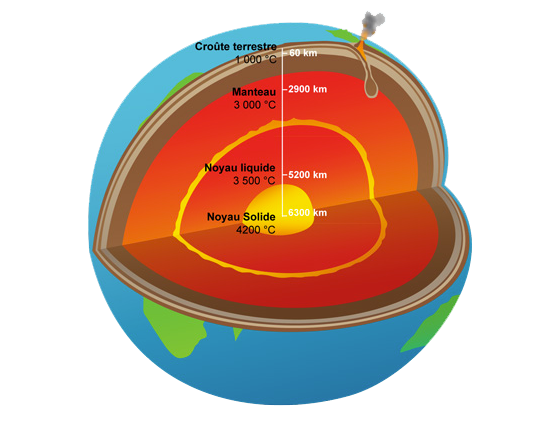 Croûte terrestre
1 000 °C
60 km
Manteau
3 000 °C
2900 km
Noyau liquide
3 500 °C
5200 km
Noyau Solide
4200 °C
6300 km